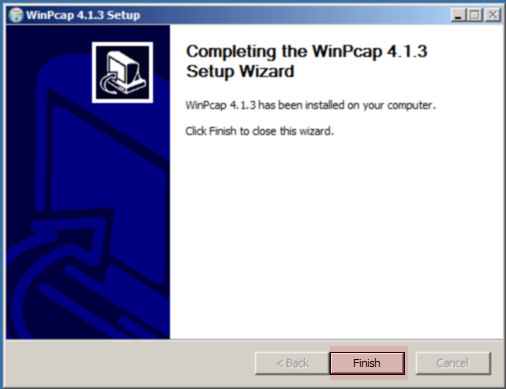 WinPcap 4.1.3 Setup
Completing the WinPcap 4.1.3
Setup Wizard
WinPcap 4.1.3 has been installed on your computer.
Click Finish to close this wizard.
< Back
Finish
Cancel